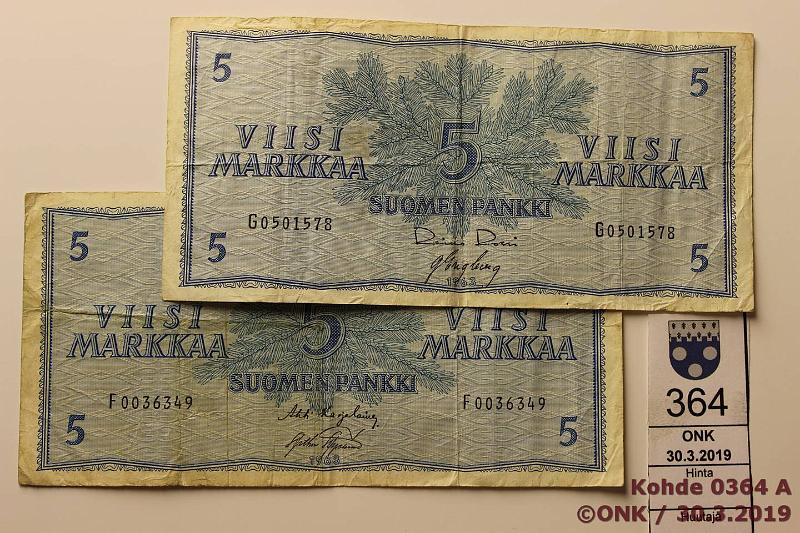 5 5
5
VIISI VIISI
MARKKAA MARKKAA
SUOMEN PANKKI
G0501578 G0501578
5 5
1963
5
5
VIISI VIISI
MARKKAA MARKKAA
SUOMEN PANKKI
F0036349 F0036349
5 5
1963
364
ONK
30.3.2019
Hinta
Huutaja
Kohde 0364 A
©ONK / 30.3.2019